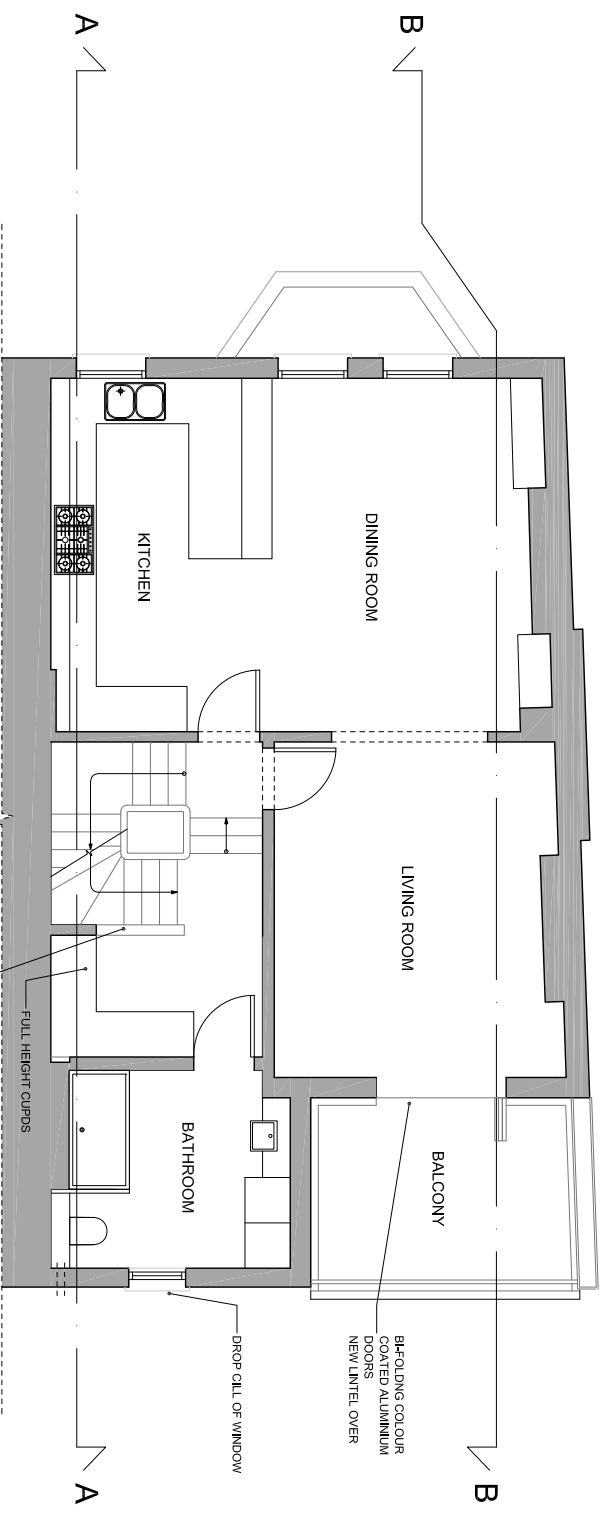 A
B
KITCHEN
DINING ROOM
LIVING ROOM
FULL HEIGHT CUPDS
BATHROOM
BALCONY
DROP CILL OF WINDOW
BI-FOLDNG COLOUR
COATED ALUMINIUM
DOORS
NEW LINTEL OVER
A
B